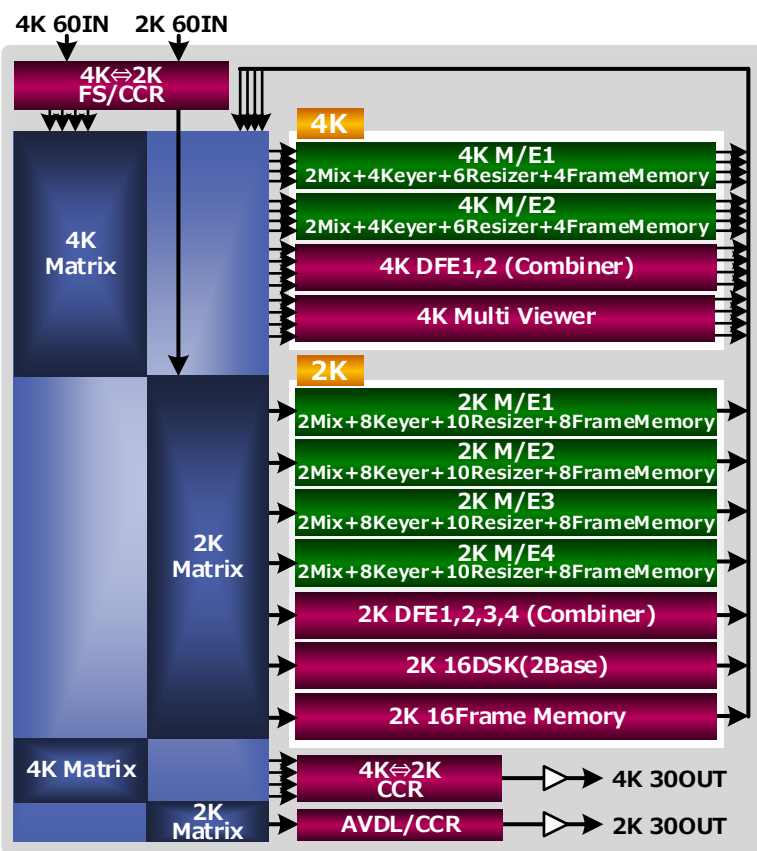 4K 60IN
2K 60IN
4K⇔2K
FS/CCR
4K
4K M/E1
2Mix+4Keyer+6Resizer+4FrameMemory
4K M/E2
2Mix+4Keyer+6Resizer+4FrameMemory
4K
Matrix
4K DFE1,2 (Combiner)
4K Multi Viewer
2K
2K M/E1
2Mix+8Keyer+10Resizer+8FrameMemory
2K M/E2
2Mix+8Keyer+10Resizer+8FrameMemory
2K M/E3
2Mix+8Keyer+10Resizer+8FrameMemory
2K
Matrix
2K M/E4
2Mix+8Keyer+10Resizer+8FrameMemory
2K DFE1,2,3,4 (Combiner)
2K 16DSK(2Base)
2K 16Frame Memory
4K Matrix
4K⇔2K
CCR
4K 30OUT
2K
Matrix
AVDL/CCR
2K 30OUT